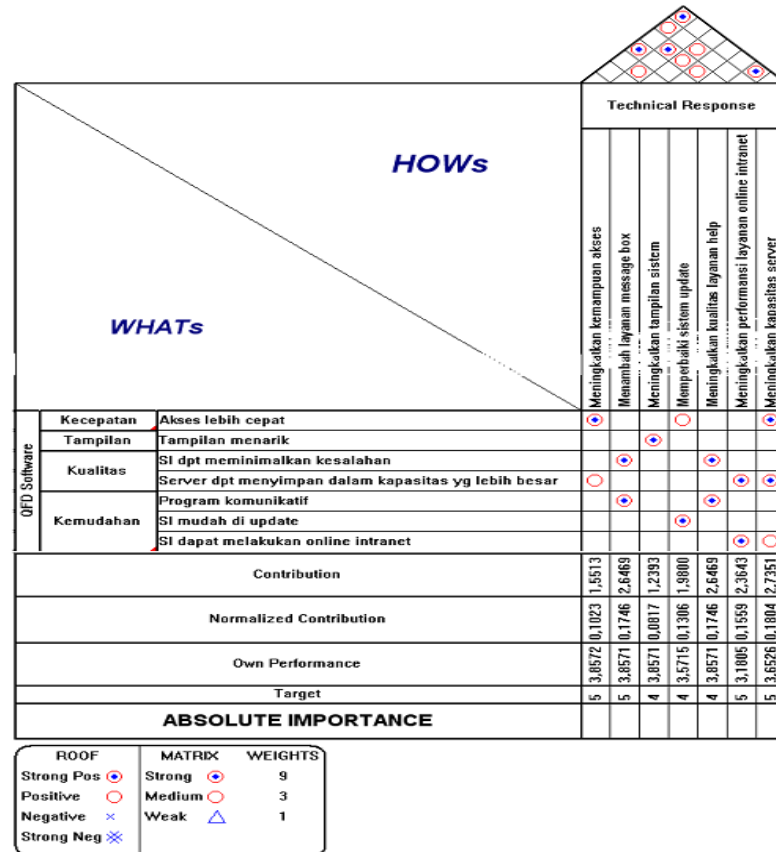 Technical Response
HOWs
WHATs
Meningkatkan kemampuan akses
Menambah layanan message box
Meningkatkan tampilan sistem
Memperbaiki sistem update
Meningkatkan kualitas layanan help
Meningkatkan performansi layanan online intranet
Meningkatkan kapasitas server
QFD Software
Kecepatan Akses lebih cepat
Tampilan Tampilan menarik
Kualitas
SI dpt meminimalkan kesalahan
Server dpt menyimpan dalam kapasitas yg lebih besar
Kemudahan
Program komunikatif
SI mudah di update
SI dapat melakukan online intranet
Contribution 1,5513 2,6469 1,2393 1,9800 2,6469 2,3643 2,7351
Normalized Contribution 0,1023 0,1746 0,0817 0,1306 0,1746 0,1559 0,1804
Own Performance 3,8572 3,8571 3,8571 3,5715 3,8571 3,1805 3,6526
Target 5 5 4 4 4 5 5
ABSOLUTE IMPORTANCE
ROOF MATRIX WEIGHTS
Strong Pos Strong 9
Positive Medium 3
Negative Weak 1
Strong Neg